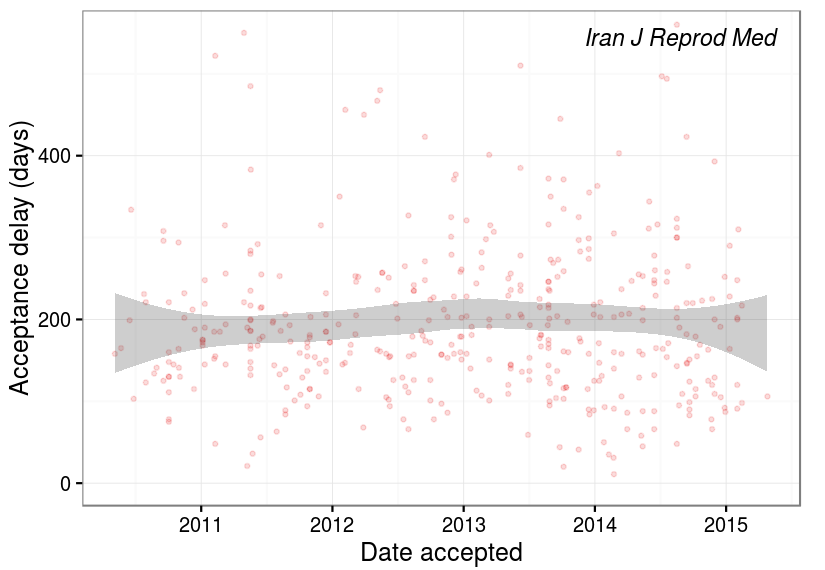 Iran J Reprod Med
Acceptance delay (days)
400
200
0
2011 2012 2013 2014 2015
Date accepted